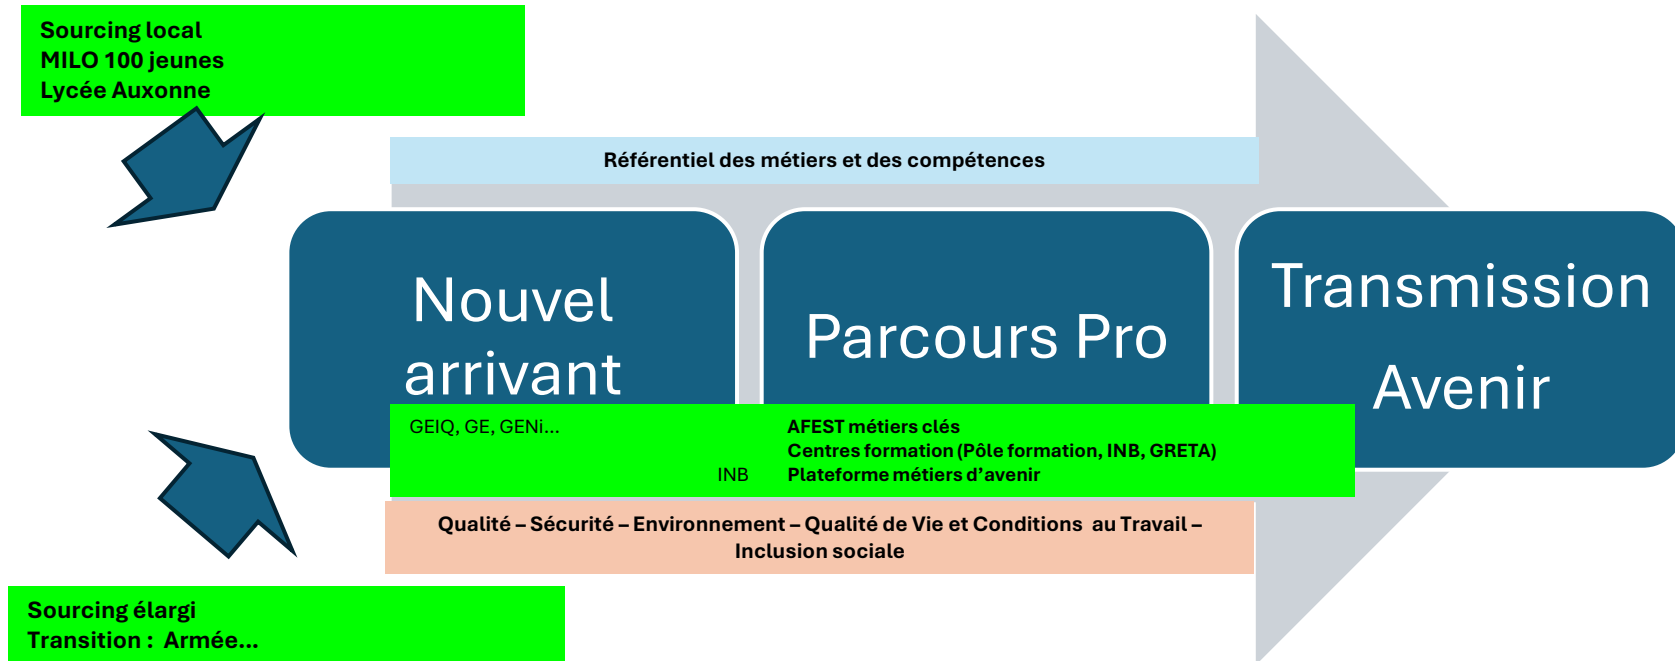 Sourcing local
MILO 100 jeunes
Lycée Auxonne
Référentiel des métiers et des compétences
Nouvel
arrivant
Parcours Pro
Transmission
Avenir
GEIQ, GE, GENi...
INB
AFEST métiers clés
Centres formation (Pôle formation, INB, GRETA)
Plateforme métiers d’avenir
Qualité – Sécurité – Environnement – Qualité de Vie et Conditions au Travail –
Inclusion sociale
Sourcing élargi
Transition : Armée...